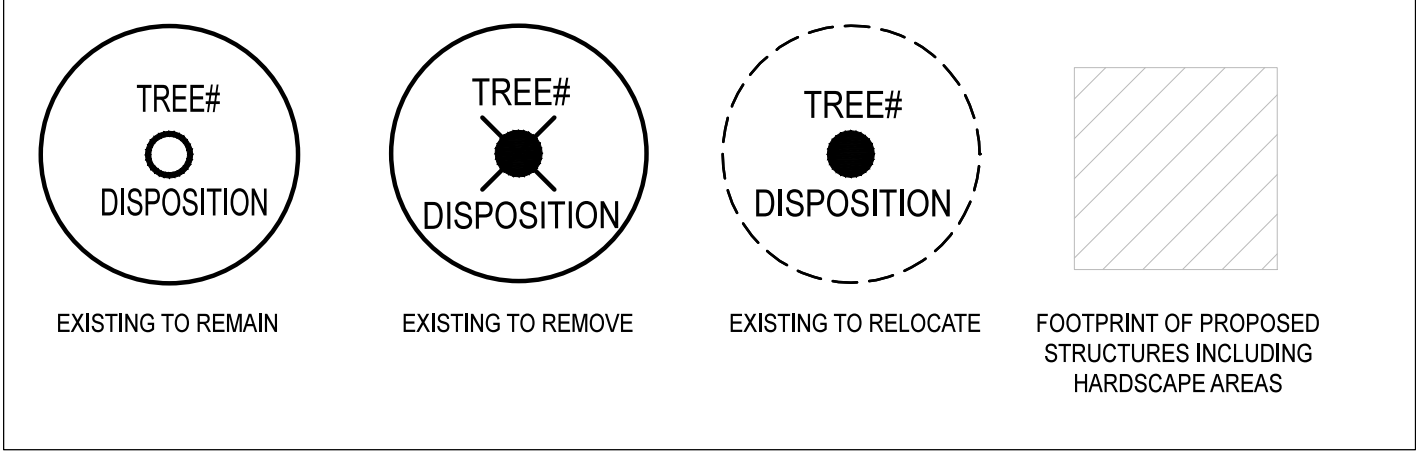 TREE#
DISPOSITION
EXISTING TO REMAIN
TREE#
DISPOSITION
EXISTING TO REMOVE
TREE#
DISPOSITION
EXISTING TO RELOCATE
FOOTPRINT OF PROPOSED
STRUCTURES INCLUDING
HARDSCAPE AREAS